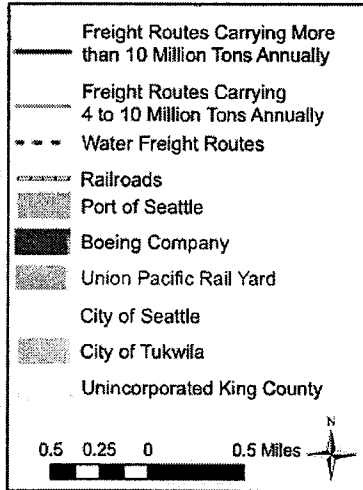 Freight Routes Carrying More
than 10 Million Tons Annually
Freight Routes Carrying
4 to 10 Million Tons Annually
Water Freight Routes
Railroads
Port of Seattle
Boeing Company
Union Pacific Rail Yard
City of Seattle
City of Tukwila
Unincorporated King County
N
0.5 0.25 0 0.5 Miles